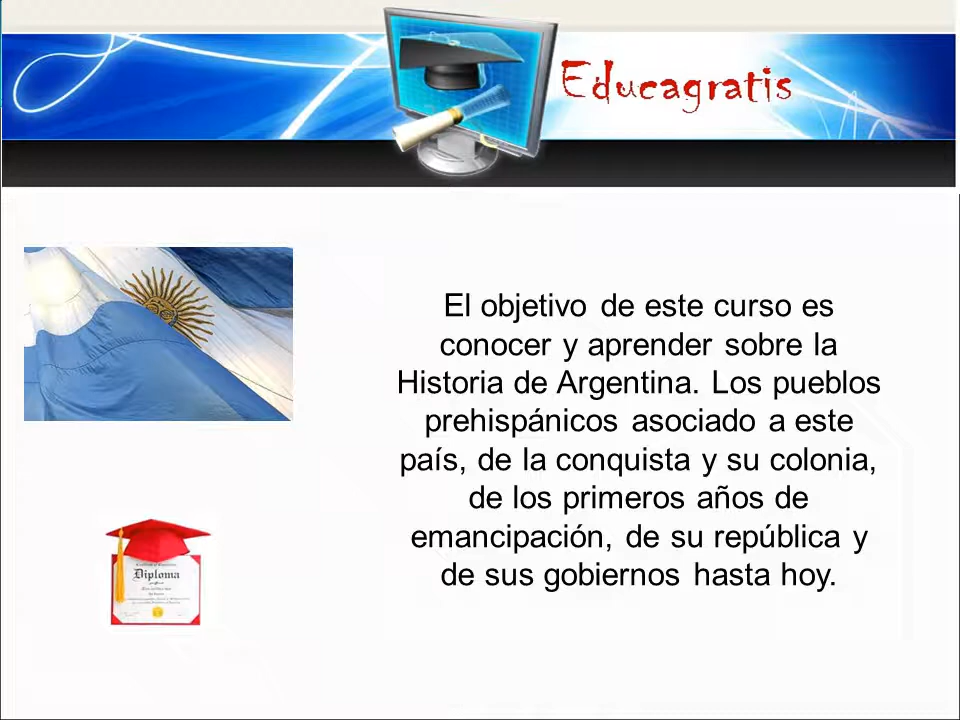 Educagratis
El objetivo de este curso es
conocer y aprender sobre la
Historia de Argentina. Los pueblos
prehispánicos asociado a este
país, de la conquista y su colonia,
de los primeros años de
emancipación, de su república y
de sus gobiernos hasta hoy.
Diploma